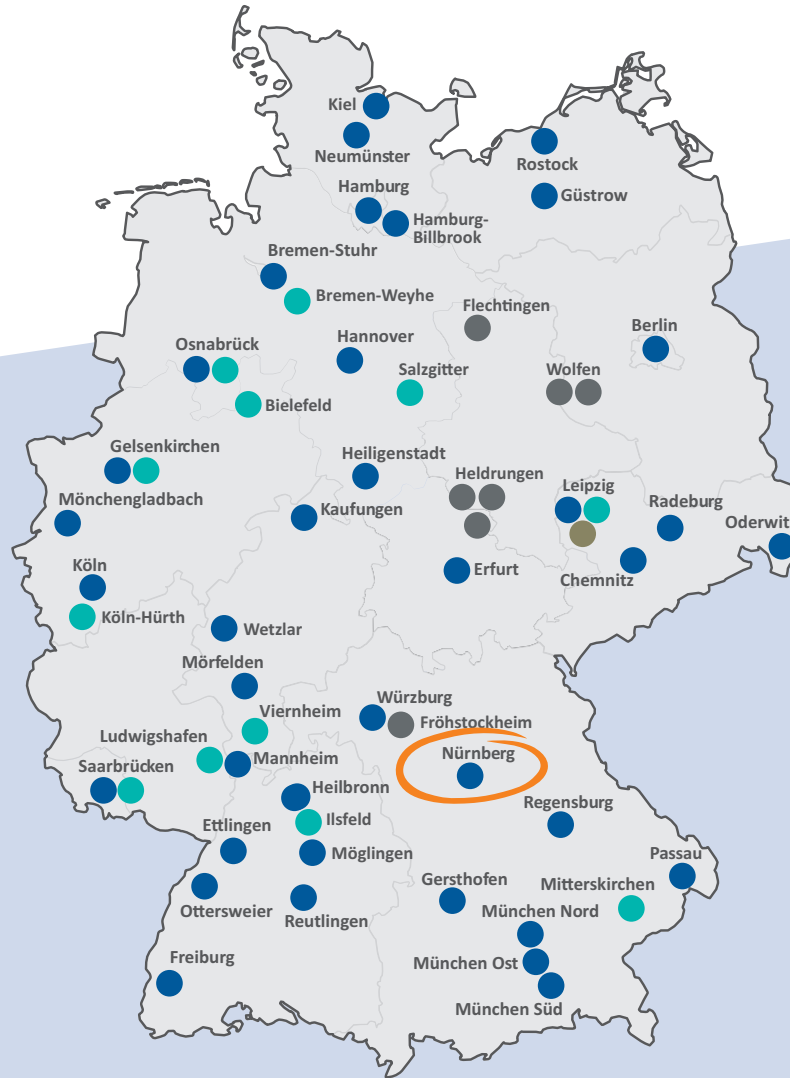 Kiel
Neumünster
Rostock
Hamburg
Güstrow
Hamburg-
Billbrook
Bremen-Stuhr
Bremen-Weyhe
Flechtingen
Berlin
Hannover
Osnabrück
Salzgitter
Wolfen
Bielefeld
Gelsenkirchen
Heiligenstadt
Heldrungen
Leipzig
Mönchengladbach
Radeburg
Kaufungen
Oderwit
Köln
Erfurt
Chemnitz
Köln-Hürth
Wetzlar
Mörfelden
Würzburg
Viernheim
Fröhstockheim
Ludwigshafen
Nürnberg
Mannheim
Saarbrücken
Heilbronn
Regensburg
Ilsfeld
Ettlingen
Möglingen
Passau
Gersthofen
Mitterskirchen
Ottersweier
München Nord
Reutlingen
Freiburg
München Ost
München Süd